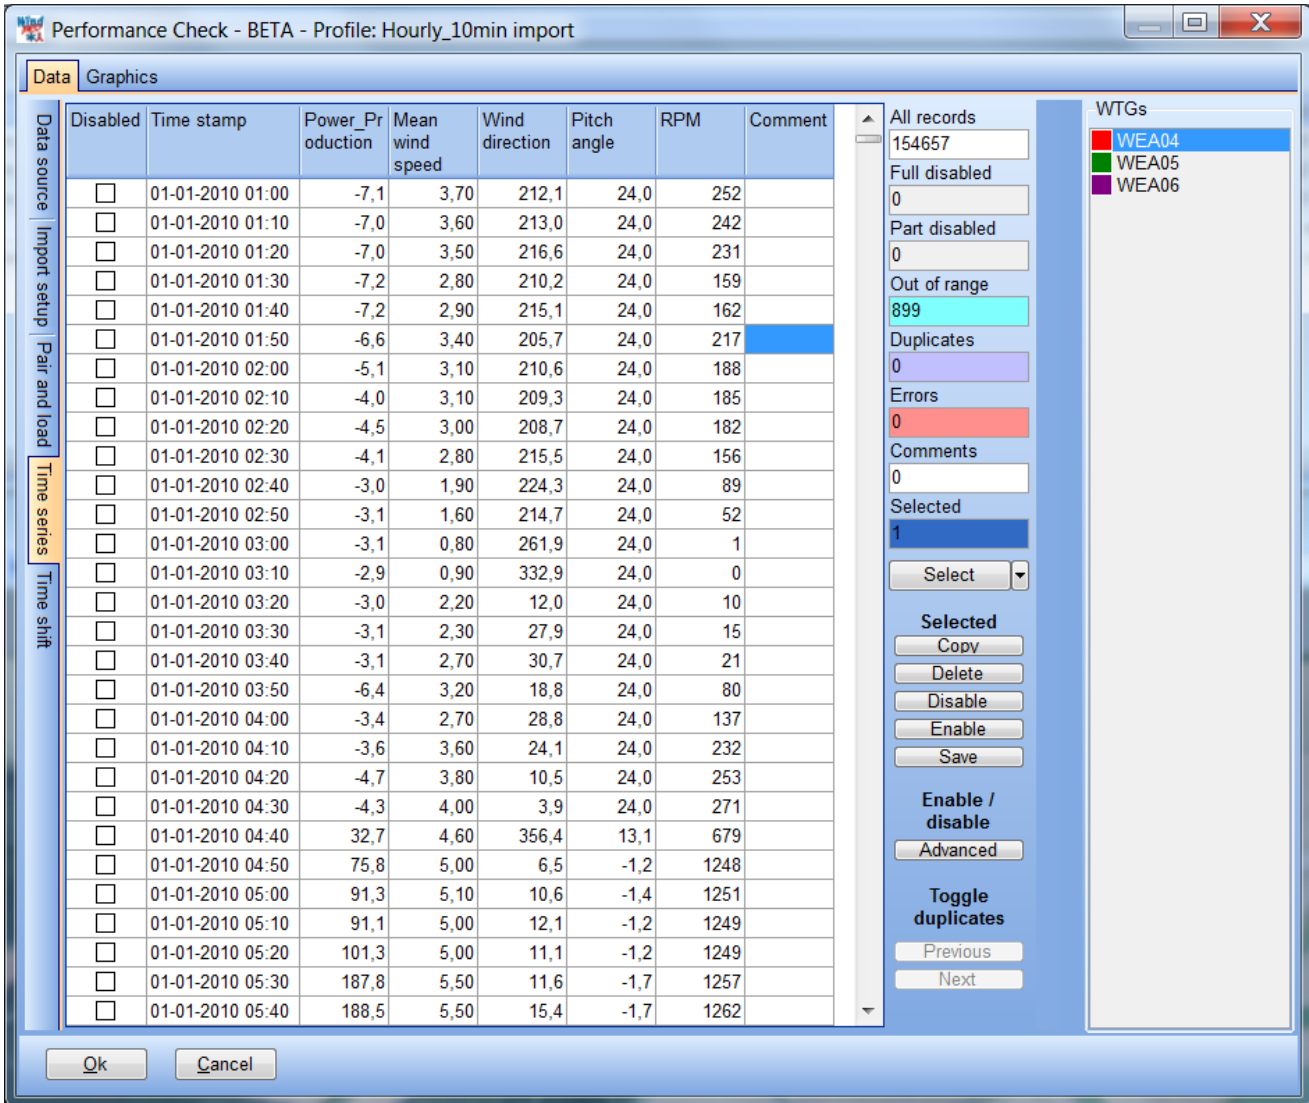 Performance Check - BETA - Profile: Hourly_10min import
Data Graphics
Data source
Import setup
Pair and load
Time series
Time shift
Disabled Time stamp Power_Pr Mean Wind Pitch RPM Comment
oduction wind direction angle
speed
01-01-2010 01:00 -7,1 3,70 212,1 24,0 252
01-01-2010 01:10 -7,0 3,60 213,0 24,0 242
01-01-2010 01:20 -7,0 3,50 216,6 24,0 231
01-01-2010 01:30 -7,2 2,80 210,2 24,0 159
01-01-2010 01:40 -7,2 2,90 215,1 24,0 162
01-01-2010 01:50 -6,6 3,40 205,7 24,0 217
01-01-2010 02:00 -5,1 3,10 210,6 24,0 188
01-01-2010 02:10 -4,0 3,10 209,3 24,0 185
01-01-2010 02:20 -4,5 3,00 208,7 24,0 182
01-01-2010 02:30 -4,1 2,80 215,5 24,0 156
01-01-2010 02:40 -3,0 1,90 224,3 24,0 89
01-01-2010 02:50 -3,1 1,60 214,7 24,0 52
01-01-2010 03:00 -3,1 0,80 261,9 24,0 1
01-01-2010 03:10 -2,9 0,90 332,9 24,0 0
01-01-2010 03:20 -3,0 2,20 12,0 24,0 10
01-01-2010 03:30 -3,1 2,30 27,9 24,0 15
01-01-2010 03:40 -3,1 2,70 30,7 24,0 21
01-01-2010 03:50 -6,4 3,20 18,8 24,0 80
01-01-2010 04:00 -3,4 2,70 28,8 24,0 137
01-01-2010 04:10 -3,6 3,60 24,1 24,0 232
01-01-2010 04:20 -4,7 3,80 10,5 24,0 253
01-01-2010 04:30 -4,3 4,00 3,9 24,0 271
01-01-2010 04:40 32,7 4,60 356,4 13,1 679
01-01-2010 04:50 75,8 5,00 6,5 -1,2 1248
01-01-2010 05:00 91,3 5,10 10,6 -1,4 1251
01-01-2010 05:10 91,1 5,00 12,1 -1,2 1249
01-01-2010 05:20 101,3 5,00 11,1 -1,2 1249
01-01-2010 05:30 187,8 5,50 11,6 -1,7 1257
01-01-2010 05:40 188,5 5,50 15,4 -1,7 1262
All records
154657
Full disabled
0
Part disabled
0
Out of range
899
Duplicates
0
Errors
0
Comments
0
Selected
1
Select
Selected
Copy
Delete
Disable
Enable
Save
Enable /
disable
Advanced
Toggle
duplicates
Previous
Next
WTGs
WEA04
WEA05
WEA06
Ok Cancel